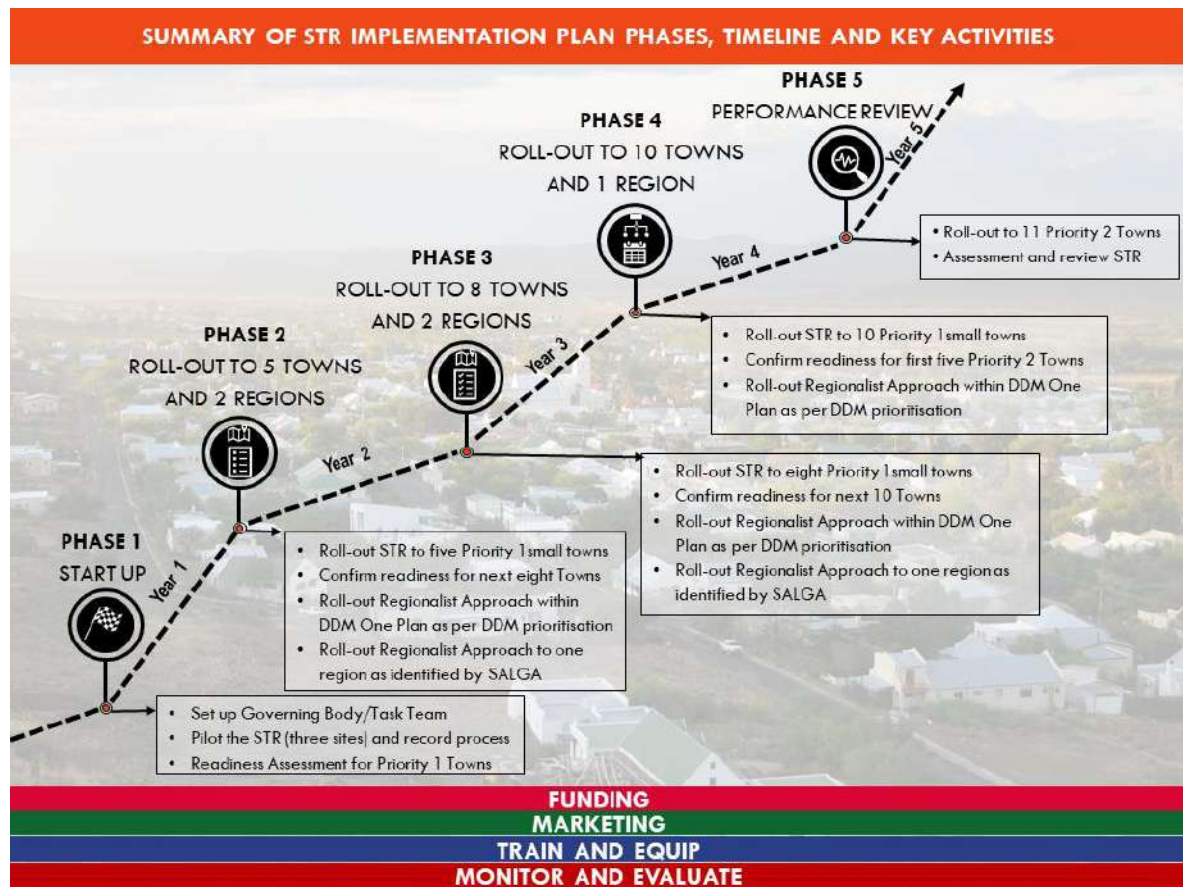 SUMMARY OF STR IMPLEMENTATION PLAN PHASES, TIMELINE AND KEY ACTIVITIES
PHASE 1
START UP
Year 1
• Set up Governing Body/Task Team
• Pilot the STR (three sites) and record process
• Readiness Assessment for Priority 1 Towns
PHASE 2
ROLL-OUT TO 5 TOWNS
AND 2 REGIONS
Year 2
• Roll-out STR to five Priority 1small towns
• Confirm readiness for next eight Towns
• Roll-out Regionalist Approach within
DDM One Plan as per DDM prioritisation
• Roll-out Regionalist Approach to one
region as identified by SALGA
PHASE 3
ROLL-OUT TO 8 TOWNS
AND 2 REGIONS
Year 3
• Roll-out STR to eight Priority 1small towns
• Confirm readiness for next 10 Towns
• Roll-out Regionalist Approach within DDM One
Plan as per DDM prioritisation
• Roll-out Regionalist Approach to one region as
identified by SALGA
PHASE 4
ROLL-OUT TO 10 TOWNS
AND 1 REGION
Year 4
• Roll-out STR to 10 Priority 1small towns
• Confirm readiness for first five Priority 2 Towns
• Roll-out Regionalist Approach within DDM One
Plan as per DDM prioritisation
PHASE 5
PERFORMANCE REVIEW
Year 5
• Roll-out to 11 Priority 2 Towns
• Assessment and review STR
FUNDING
MARKETING
TRAIN AND EQUIP
MONITOR AND EVALUATE